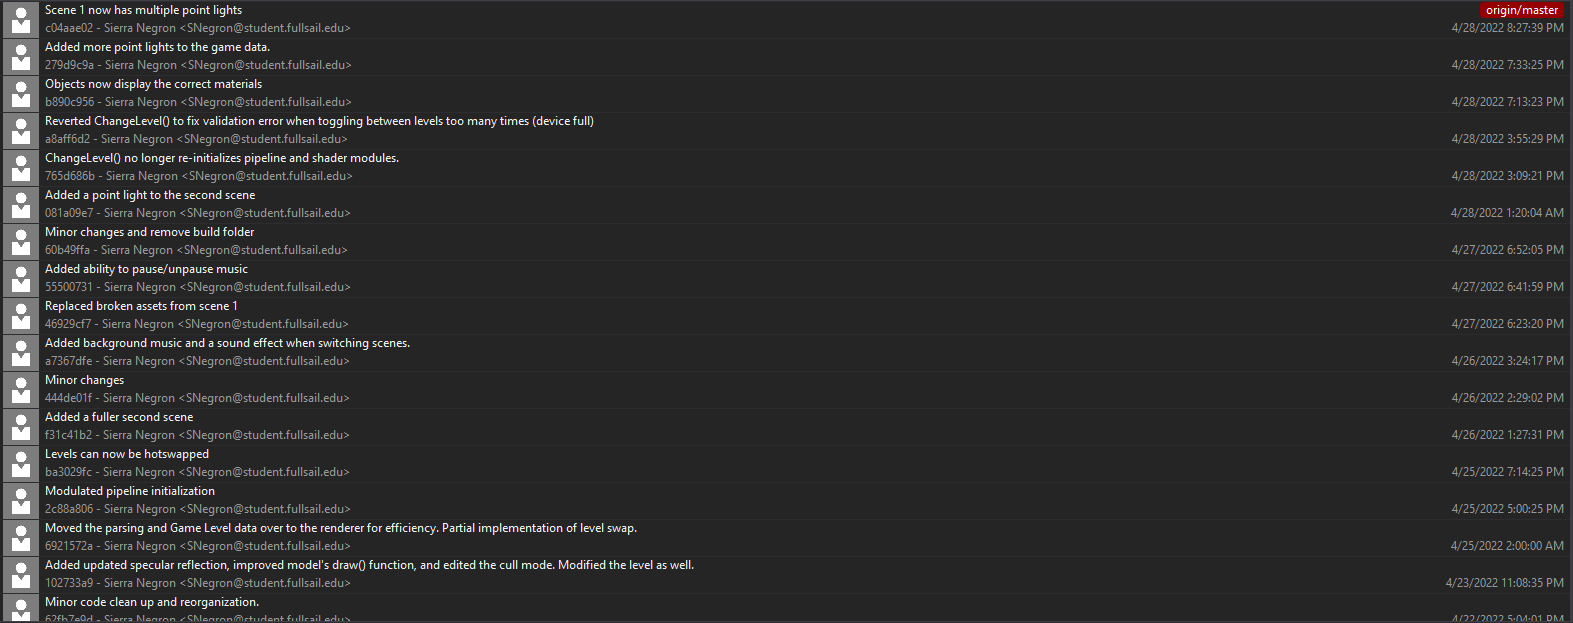 Scene 1 now has multiple point lights origin/master
c04aae02 - Sierra Negron <SNegron@student.fullsail.edu> 4/28/2022 8:27:39 PM
Added more point lights to the game data.
279d9c9a - Sierra Negron <SNegron@student.fullsail.edu> 4/28/2022 7:33:25 PM
Objects now display the correct materials
b890c956 - Sierra Negron <SNegron@student.fullsail.edu> 4/28/2022 7:13:23 PM
Reverted ChangeLevel() to fix validation error when toggling between levels too many times (device full)
a8aff6d2 - Sierra Negron <SNegron@student.fullsail.edu> 4/28/2022 3:55:29 PM
ChangeLevel() no longer re-initializes pipeline and shader modules.
765d686b - Sierra Negron <SNegron@student.fullsail.edu> 4/28/2022 3:09:21 PM
Added a point light to the second scene
081a09e7 - Sierra Negron <SNegron@student.fullsail.edu> 4/28/2022 1:20:04 AM
Minor changes and remove build folder
60b49ffa - Sierra Negron <SNegron@student.fullsail.edu> 4/27/2022 6:52:05 PM
Added ability to pause/unpause music
55500731 - Sierra Negron <SNegron@student.fullsail.edu> 4/27/2022 6:41:59 PM
Replaced broken assets from scene 1
46929cf7 - Sierra Negron <SNegron@student.fullsail.edu> 4/27/2022 6:23:20 PM
Added background music and a sound effect when switching scenes.
a7367dfe - Sierra Negron <SNegron@student.fullsail.edu> 4/26/2022 3:24:17 PM
Minor changes
444de01f - Sierra Negron <SNegron@student.fullsail.edu> 4/26/2022 2:29:02 PM
Added a fuller second scene
f31c41b2 - Sierra Negron <SNegron@student.fullsail.edu> 4/26/2022 1:27:31 PM
Levels can now be hotswapped
ba3029fc - Sierra Negron <SNegron@student.fullsail.edu> 4/25/2022 7:14:25 PM
Modulated pipeline initialization
2c88a806 - Sierra Negron <SNegron@student.fullsail.edu> 4/25/2022 5:00:25 PM
Moved the parsing and Game Level data over to the renderer for efficiency. Partial implementation of level swap.
6921572a - Sierra Negron <SNegron@student.fullsail.edu> 4/25/2022 2:00:00 AM
Added updated specular reflection, improved model's draw() function, and edited the cull mode. Modified the level as well.
102733a9 - Sierra Negron <SNegron@student.fullsail.edu> 4/23/2022 11:08:35 PM
Minor code clean up and reorganization.
62fb7e9d - Sierra Negron <SNegron@student.fullsail.edu> 4/22/2022 5:04:01 PM